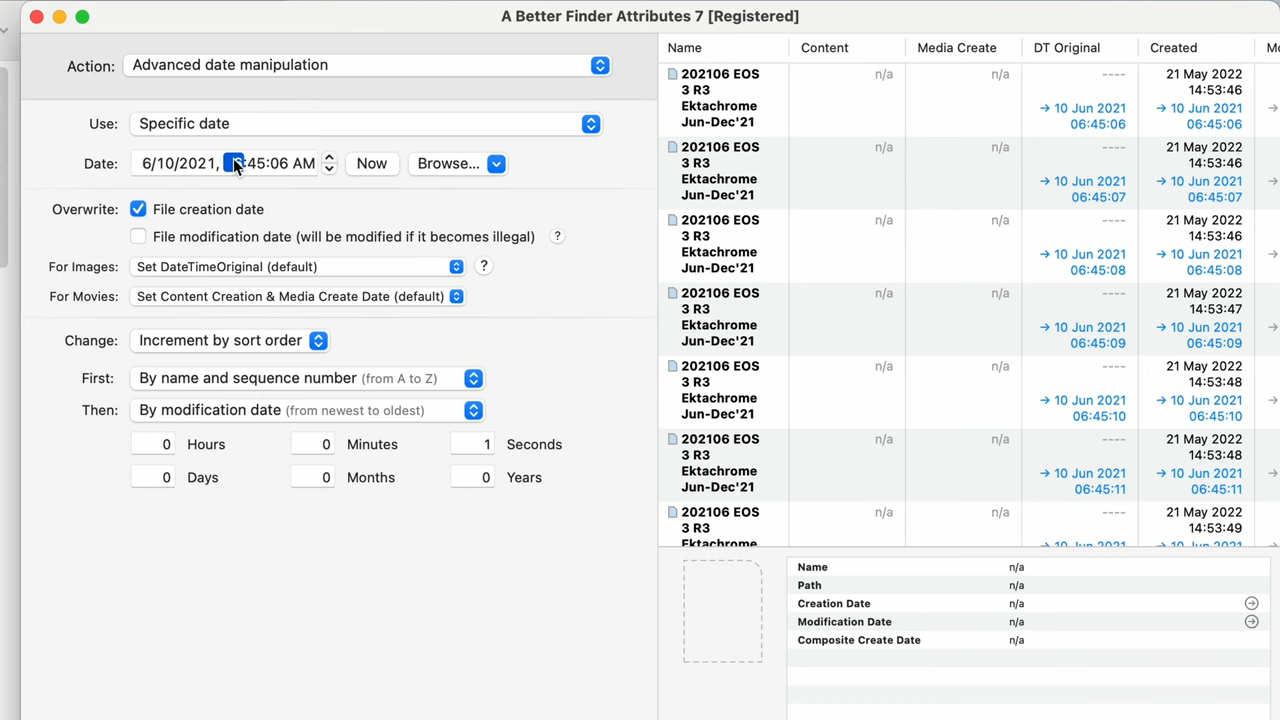 A Better Finder Attributes 7 [Registered]
Action: Advanced date manipulation
Use: Specific date
Date: 6/10/2021, :45:06 AM Now Browse...
Overwrite: File creation date
File modification date (will be modified if it becomes illegal) ?
For Images: Set DateTimeOriginal (default) ?
For Movies: Set Content Creation & Media Create Date (default)
Change: Increment by sort order
First: By name and sequence number (from A to Z)
Then: By modification date (from newest to oldest)
0 Hours 0 Minutes 1 Seconds
0 Days 0 Months 0 Years
Name Content Media Create DT Original Created
202106 EOS n/a n/a ---- 21 May 2022
3 R3 14:53:46
Ektachrome → 10 Jun 2021 → 10 Jun 2021 →
Jun-Dec'21 06:45:06 06:45:06
202106 EOS n/a n/a ---- 21 May 2022
3 R3 14:53:46
Ektachrome → 10 Jun 2021 → 10 Jun 2021 →
Jun-Dec'21 06:45:07 06:45:07
202106 EOS n/a n/a ---- 21 May 2022
3 R3 14:53:46
Ektachrome → 10 Jun 2021 → 10 Jun 2021 →
Jun-Dec'21 06:45:08 06:45:08
202106 EOS n/a n/a ---- 21 May 2022
3 R3 14:53:47
Ektachrome → 10 Jun 2021 → 10 Jun 2021 →
Jun-Dec'21 06:45:09 06:45:09
202106 EOS n/a n/a ---- 21 May 2022
3 R3 14:53:48
Ektachrome → 10 Jun 2021 → 10 Jun 2021 →
Jun-Dec'21 06:45:10 06:45:10
202106 EOS n/a n/a ---- 21 May 2022
3 R3 14:53:48
Ektachrome → 10 Jun 2021 → 10 Jun 2021 →
Jun-Dec'21 06:45:11 06:45:11
202106 EOS n/a n/a ---- 21 May 2022
3 R3 14:53:49
Ektachrome → 10 Jun 2021 → 10 Jun 2021 →
Name n/a
Path n/a
Creation Date n/a
Modification Date n/a
Composite Create Date n/a